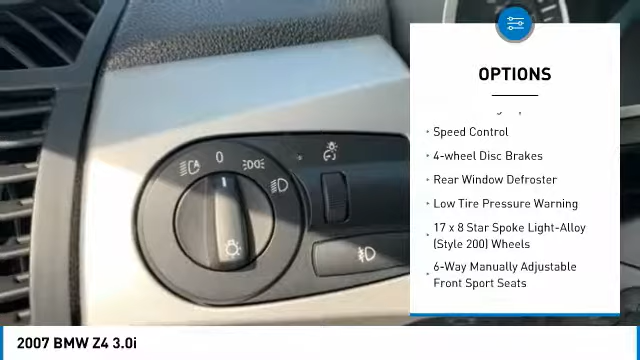 OPTIONS
Speed Control
4-wheel Disc Brakes
Rear Window Defroster
Low Tire Pressure Warning
17 x 8 Star Spoke Light-Alloy
(Style 200) Wheels
6-Way Manually Adjustable
Front Sport Seats
0
2007 BMW Z4 3.0i